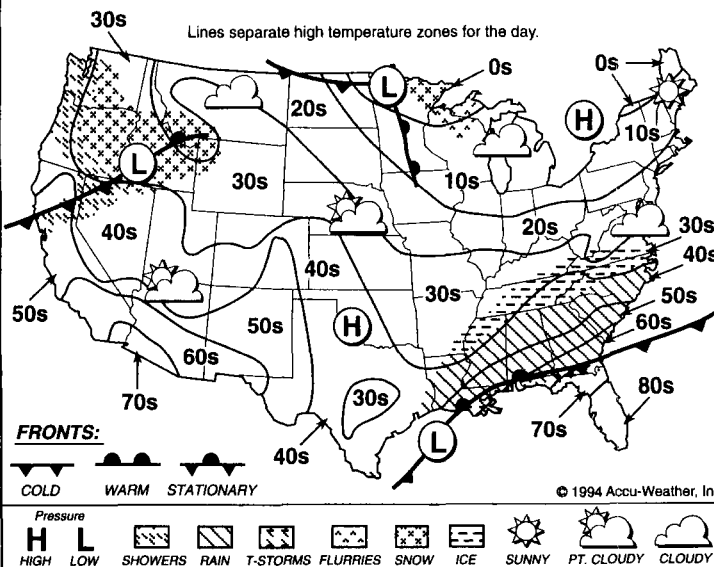 30s
Lines separate high temperature zones for the day.
0s
0s
L
H
20s
10s
L
30s
10s
40s
20s
30s
40s
40s
30s
50s
50s
H
50s
60s
60s
30s
70s
80s
40s
L
70s
FRONTS:
COLD WARM STATIONARY
© 1994 Accu-Weather, In
Pressure
H L
HIGH LOW SHOWERS RAIN T-STORMS FLURRIES SNOW ICE SUNNY PT. CLOUDY CLOUDY